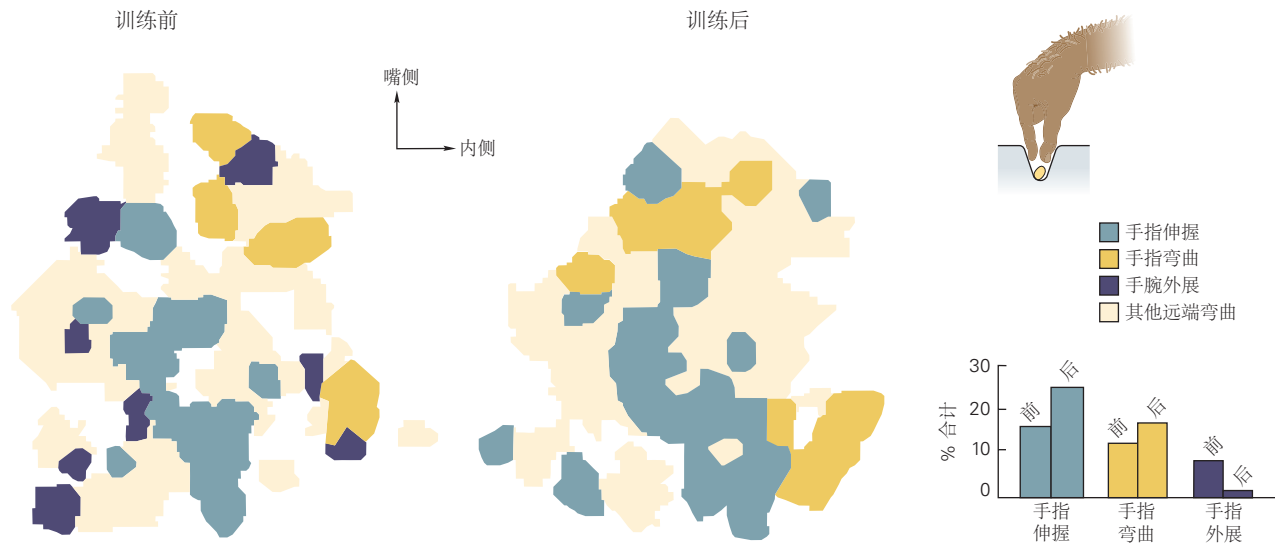 训练前
训练后
嘴侧
内侧
手指伸握
手指弯曲
手腕外展
其他远端弯曲
% 合计
30
20
10
0
前
后
前
后
前
后
手指
伸握
手指
弯曲
手指
外展